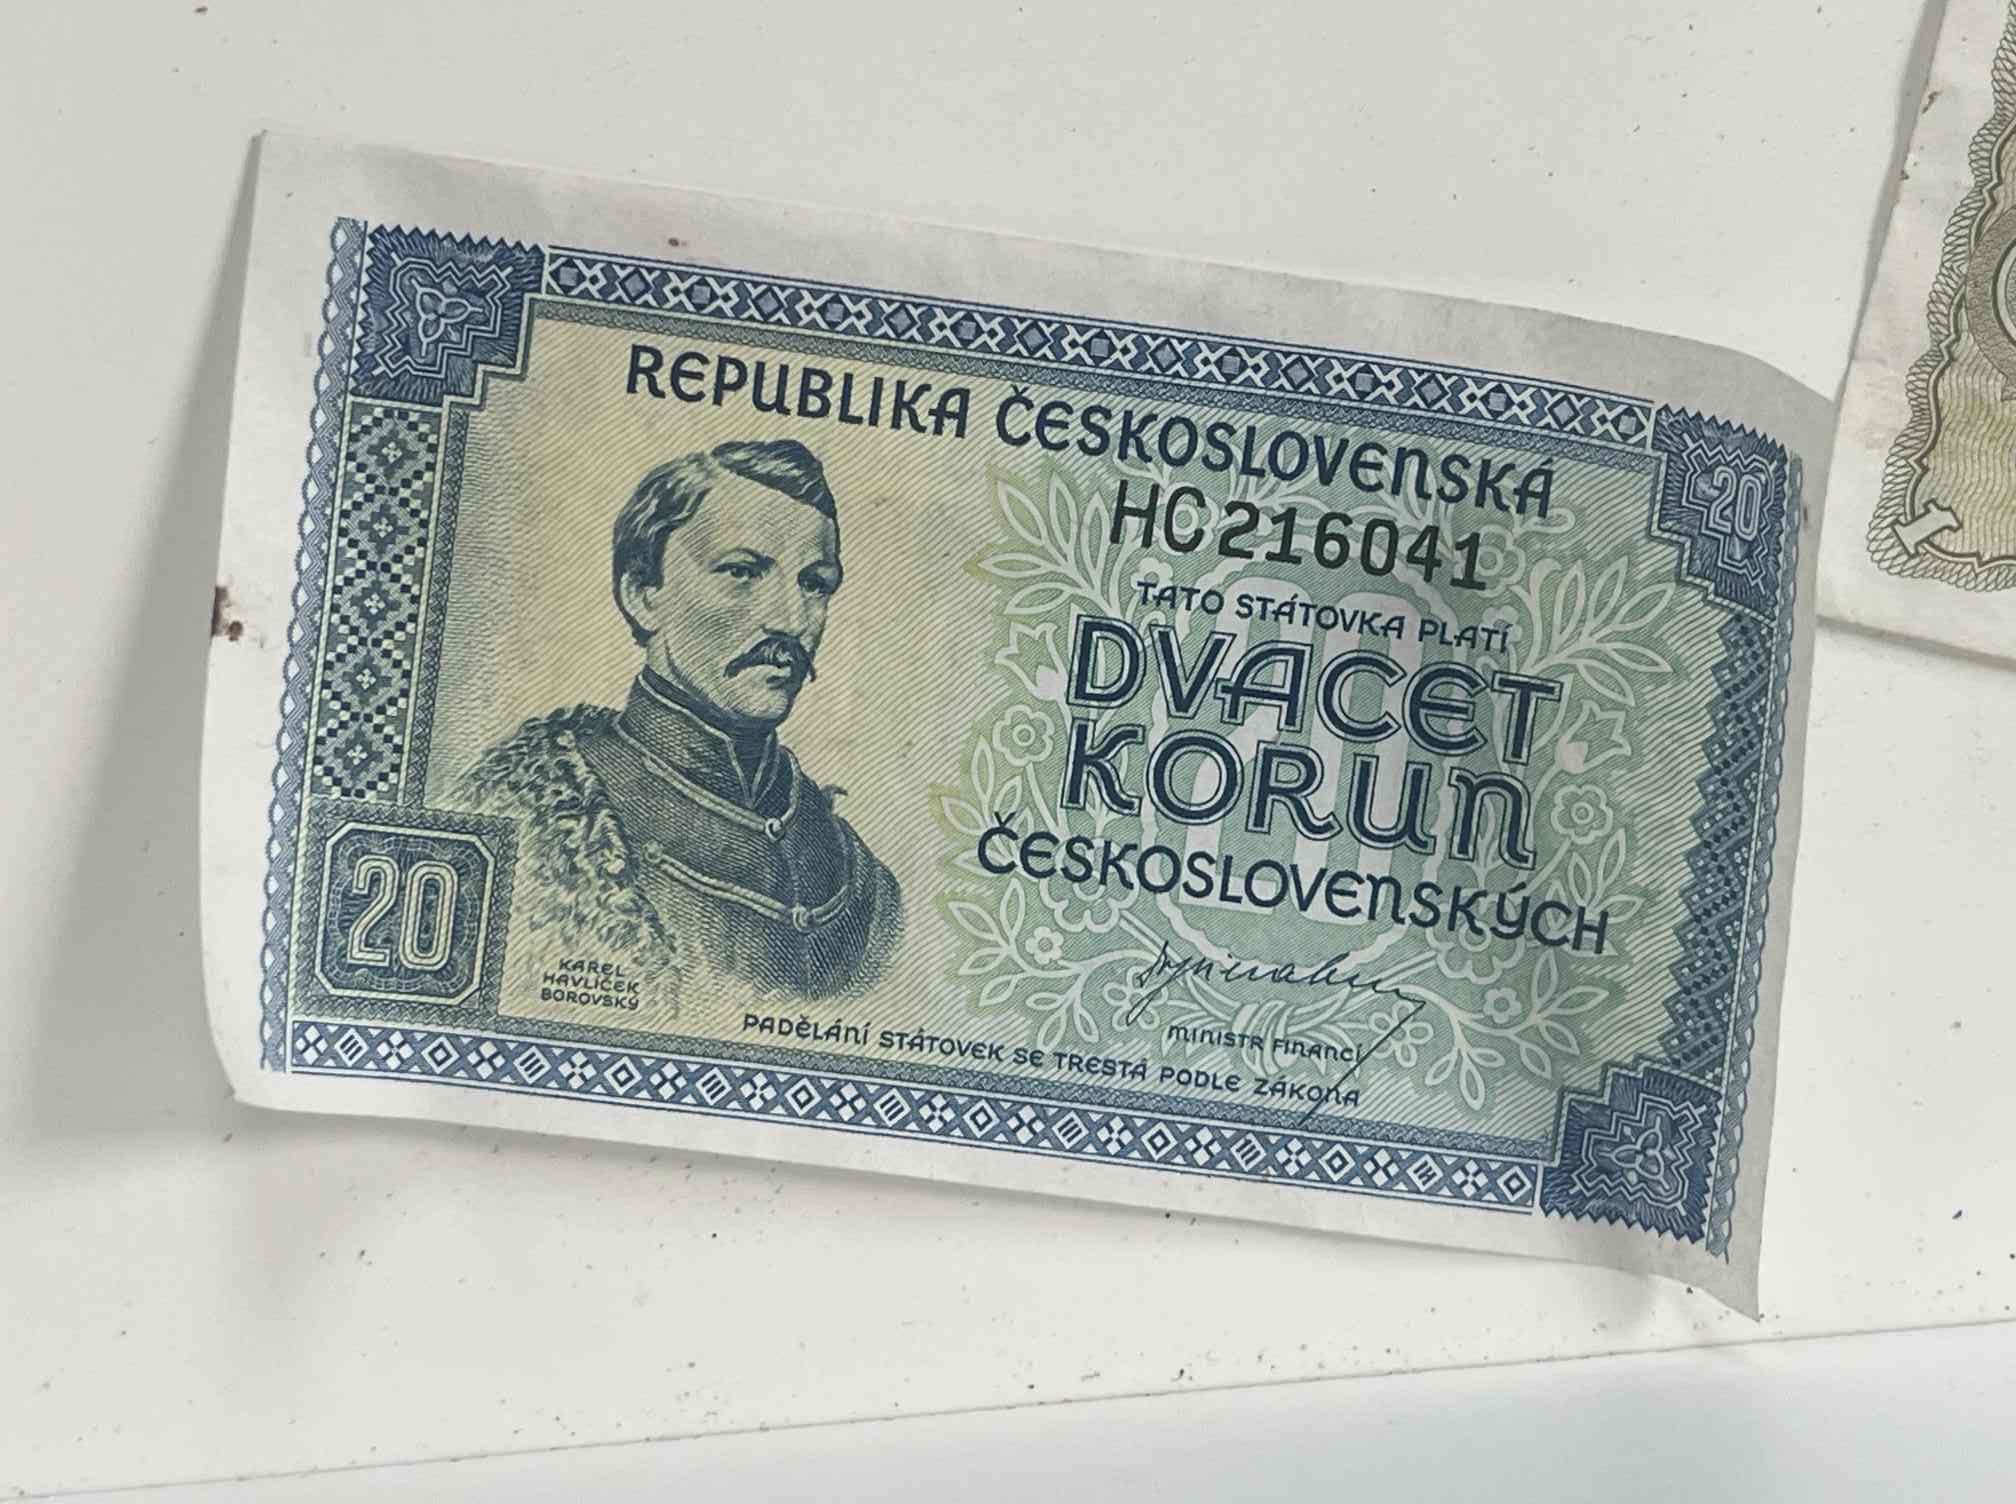 REPUBLIKA ČESKOSLOVENSKÁ
20
HC 216041
TATO STÁTOVKA PLATÍ
DVACET
KORUN
ČESKOSLOVENSKÝCH
20
KAREL
HAVLÍČEK
BOROVSKÝ
MINISTR FINANCÍ
PADĚLÁNÍ STÁTOVEK SE TRESTÁ PODLE ZÁKONA